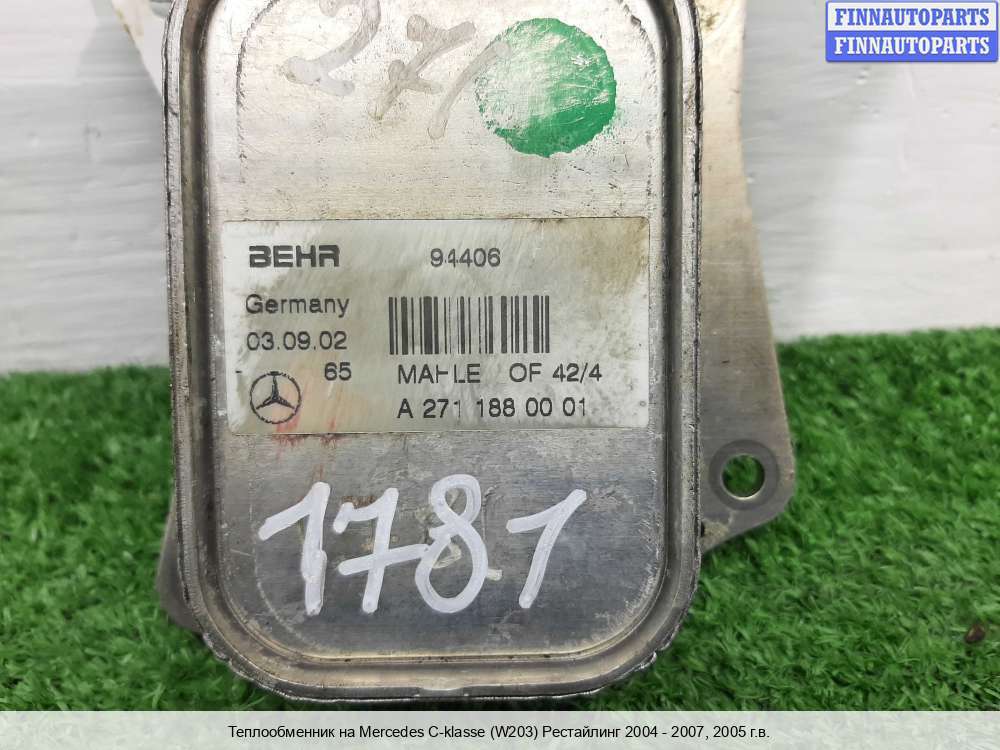 FINNAUTOPARTS
FINNAUTOPARTS
271
BEHR 94406
Germany
03.09.02
65 MAHLE OF 42/4
A 271 188 00 01
1781
Теплообменник на Mercedes C-klasse (W203) Рестайлинг 2004 - 2007, 2005 г.в.